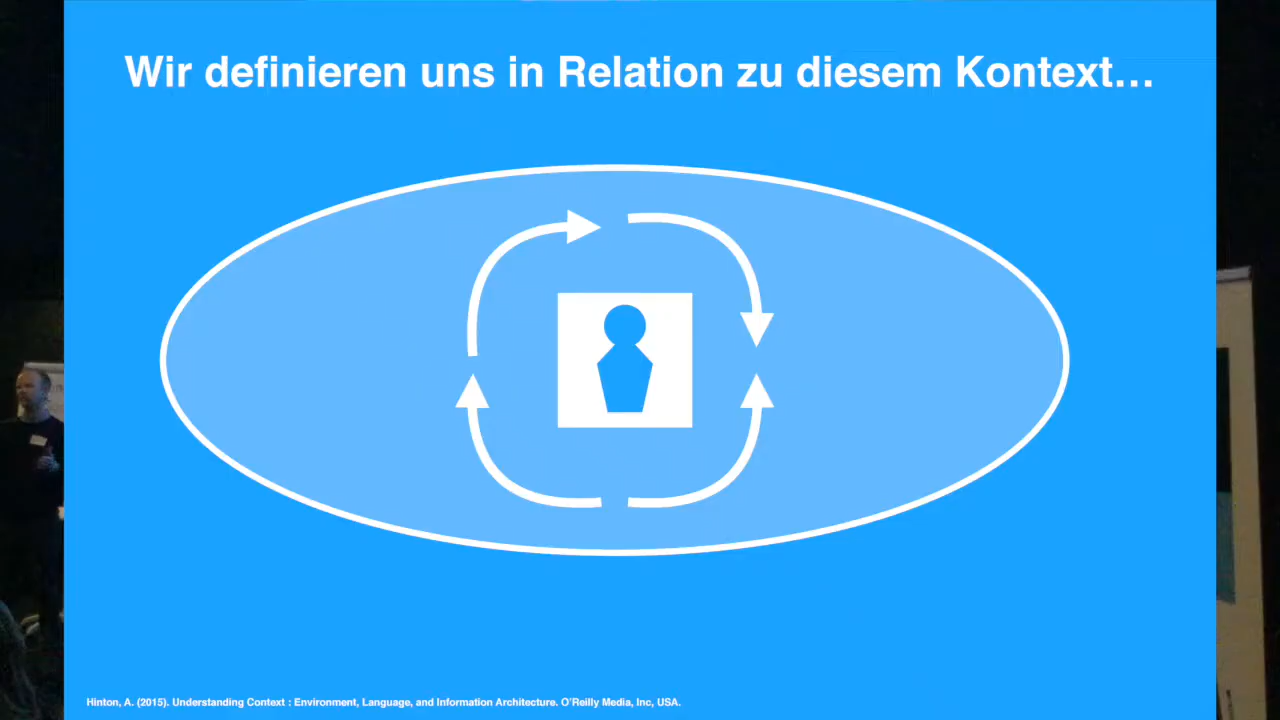 Wir definieren uns in Relation zu diesem Kontext…
Hinton, A. (2015). Understanding Context : Environment, Language, and Information Architecture. O'Reilly Media, Inc, USA.